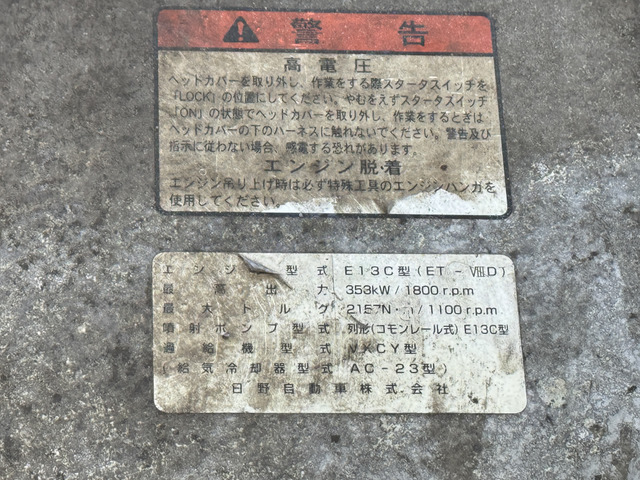 警告
高電圧
ヘッドカバーを取り外し、作業をする際スタータスイッチを
「LOCK」の位置にしてください。やむをえずスタータスイッチ
「ON」の状態でヘッドカバーを取り外し、作業をするときは
ヘッドカバーの下のハーネスに触れないでください。警告及び
指示に従わない場合、感電する恐れがあります。
エンジン脱着
エンジン吊り上げ時は必ず特殊工具のエンジンハンガを
使用してください。
エンジン型式 E13C型(ET-ⅧD)
最高出力 353kW/1800r.p.m
最大トルク 2157N・m/1100r.p.m
噴射ポンプ型式 列形(コモンレール式)E13C型
過給機型式 VXCY型
(給気冷却器型式 AC-23型)
日野自動車株式会社